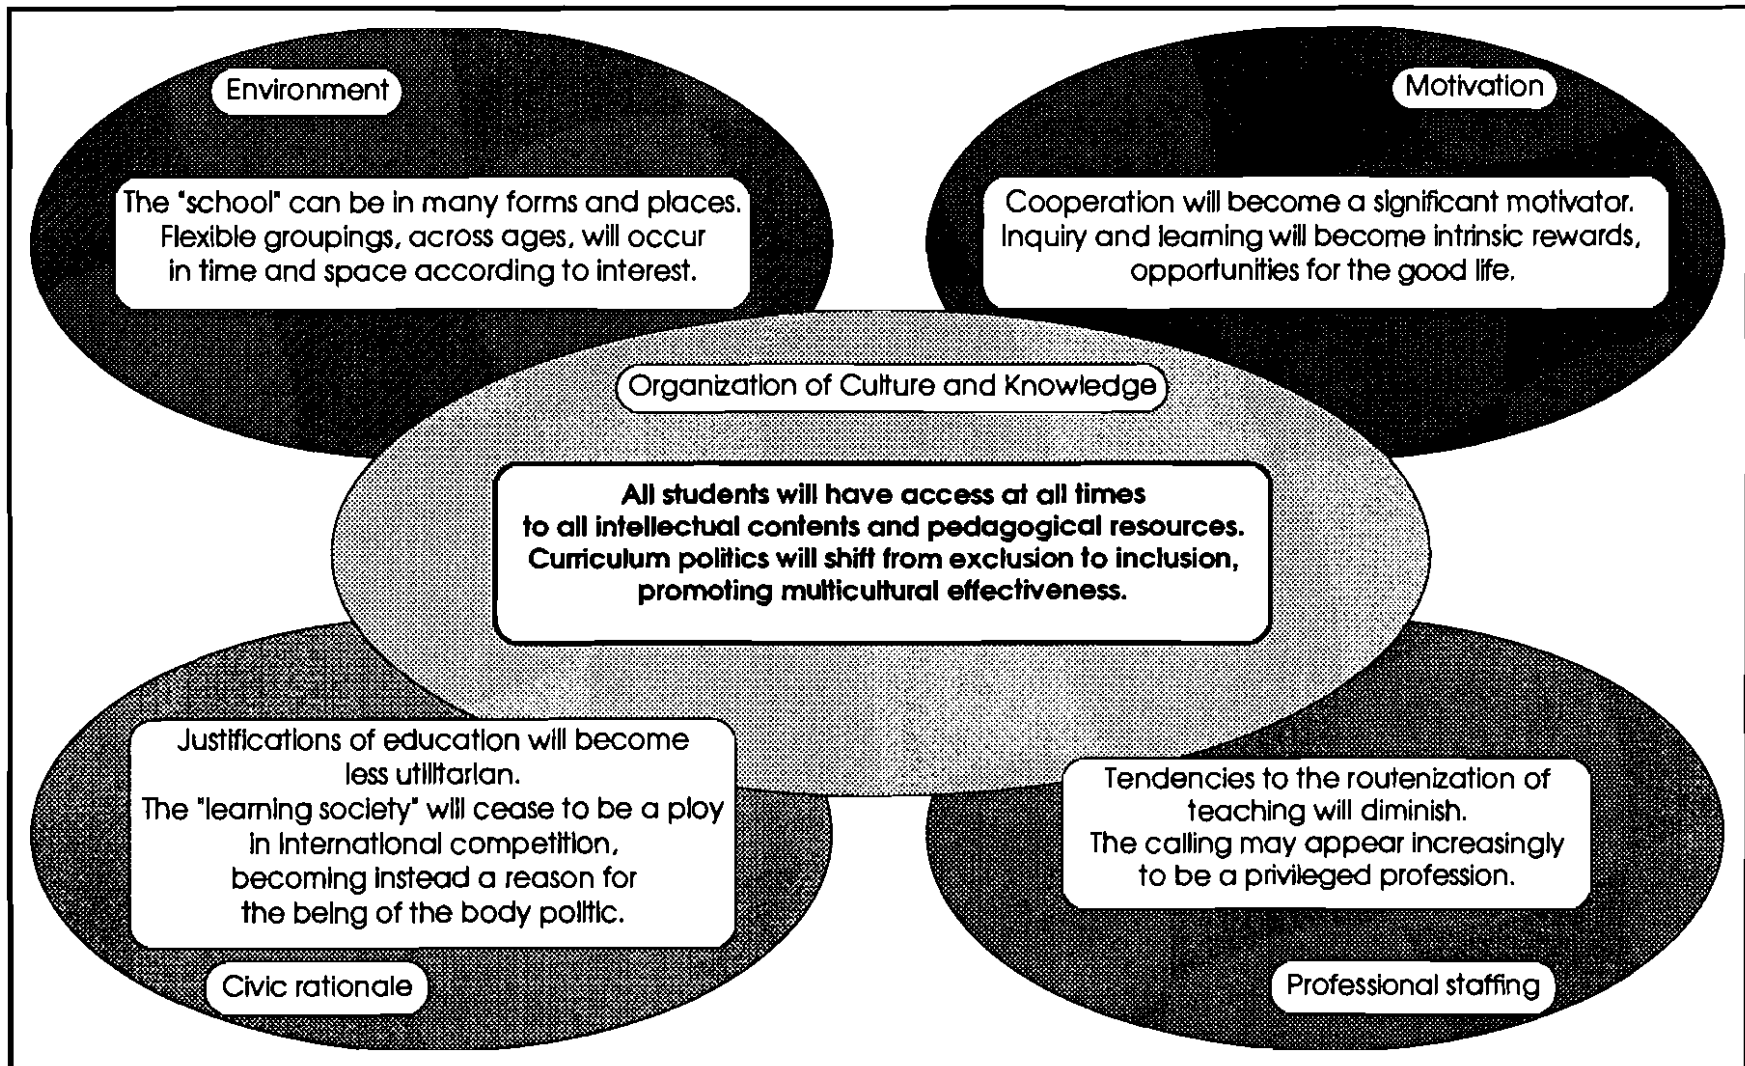 Environment
The "school" can be in many forms and places.
Flexible groupings, across ages, will occur
in time and space according to interest.
Motivation
Cooperation will become a significant motivator.
Inquiry and learning will become intrinsic rewards,
opportunities for the good life.
Organization of Culture and Knowledge
All students will have access at all times
to all intellectual contents and pedagogical resources.
Curriculum politics will shift from exclusion to inclusion,
promoting multicultural effectiveness.
Justifications of education will become
less utilitarian.
The "learning society" will cease to be a ploy
in international competition,
becoming instead a reason for
the being of the body politic.
Civic rationale
Tendencies to the routenization of
teaching will diminish.
The calling may appear increasingly
to be a privileged profession.
Professional staffing